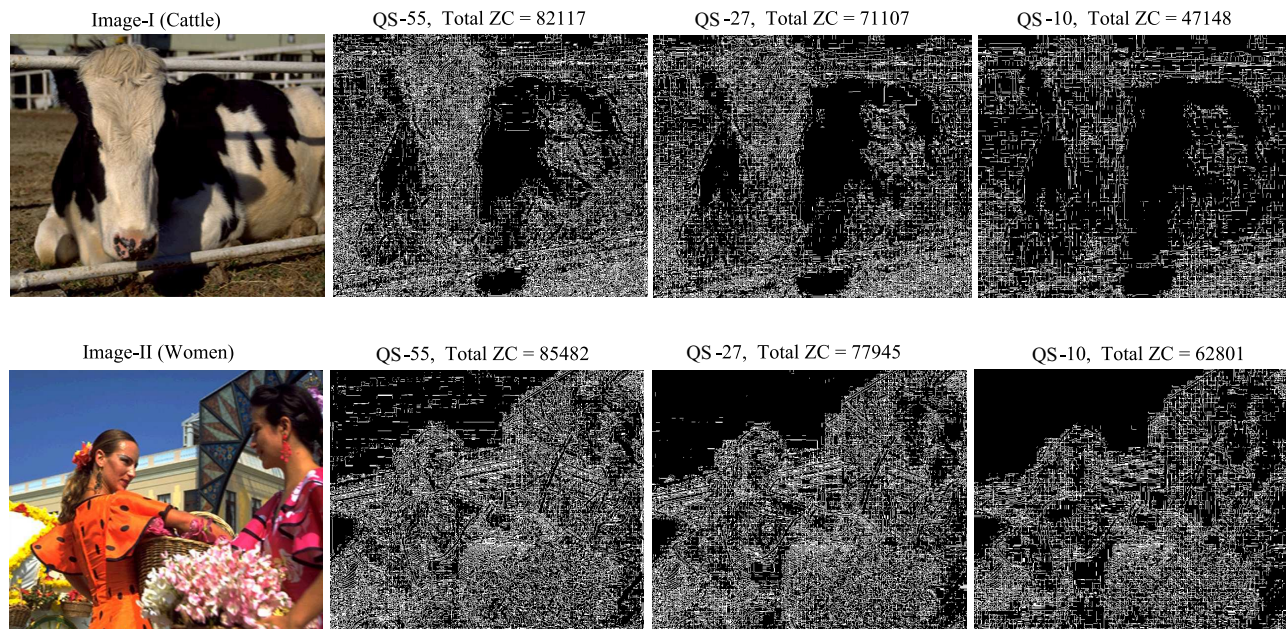 Image-I (Cattle)
QS-55, Total ZC = 82117
QS-27, Total ZC = 71107
QS-10, Total ZC = 47148
Image-II (Women)
QS-55, Total ZC = 85482
QS-27, Total ZC = 77945
QS-10, Total ZC = 62801